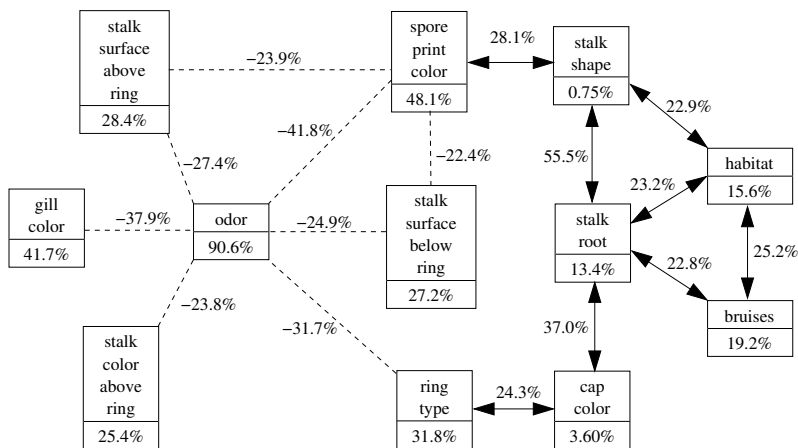 stalk
surface
above
ring
28.4%
−23.9%
spore
print
color
48.1%
28.1%
stalk
shape
0.75%
22.9%
−41.8%
−27.4%
−22.4%
55.5%
habitat
15.6%
23.2%
gill
color
41.7%
−37.9%
odor
90.6%
−24.9%
stalk
surface
below
ring
27.2%
stalk
root
13.4%
25.2%
22.8%
−23.8%
−31.7%
37.0%
bruises
19.2%
stalk
color
above
ring
25.4%
ring
type
31.8%
24.3%
cap
color
3.60%